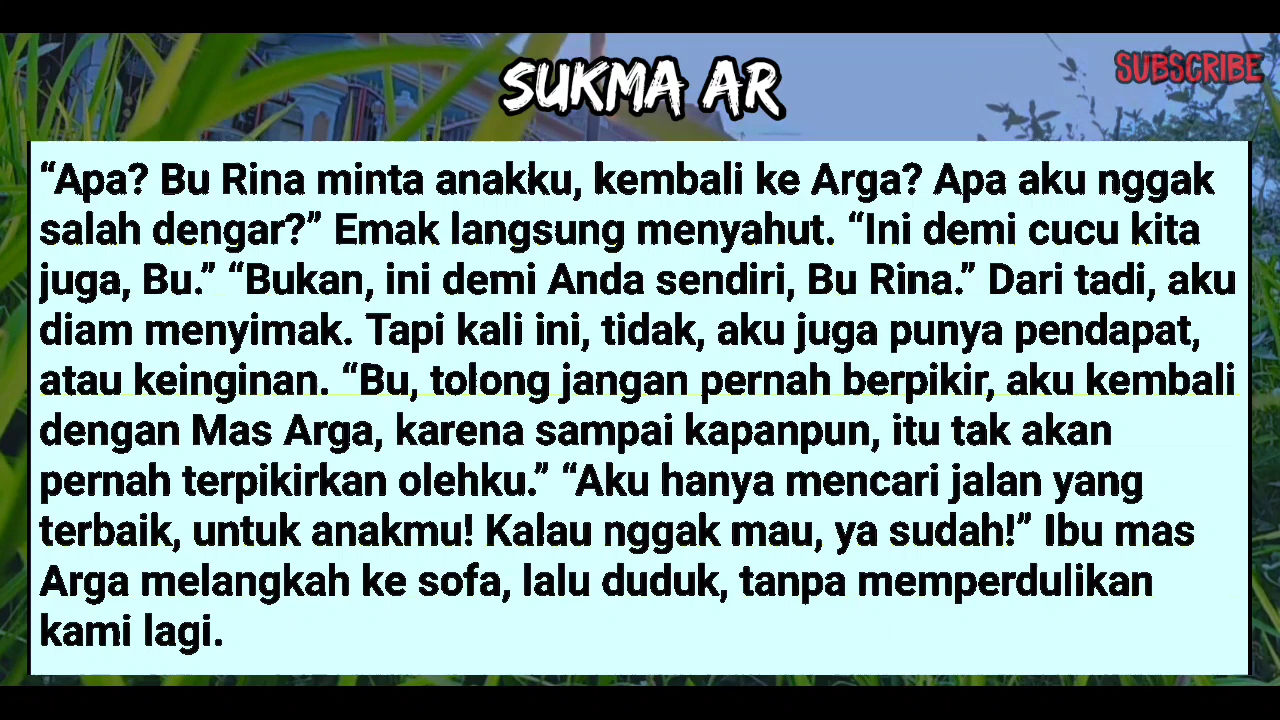 SUKMA AR
SUBSCRIBE
“Apa? Bu Rina minta anakku, kembali ke Arga? Apa aku nggak
salah dengar?” Emak langsung menyahut. “Ini demi cucu kita
juga, Bu.” “Bukan, ini demi Anda sendiri, Bu Rina.” Dari tadi, aku
diam menyimak. Tapi kali ini, tidak, aku juga punya pendapat,
atau keinginan. “Bu, tolong jangan pernah berpikir, aku kembali
dengan Mas Arga, karena sampai kapanpun, itu tak akan
pernah terpikirkan olehku.” “Aku hanya mencari jalan yang
terbaik, untuk anakmu! Kalau nggak mau, ya sudah!” Ibu mas
Arga melangkah ke sofa, lalu duduk, tanpa memperdulikan
kami lagi.